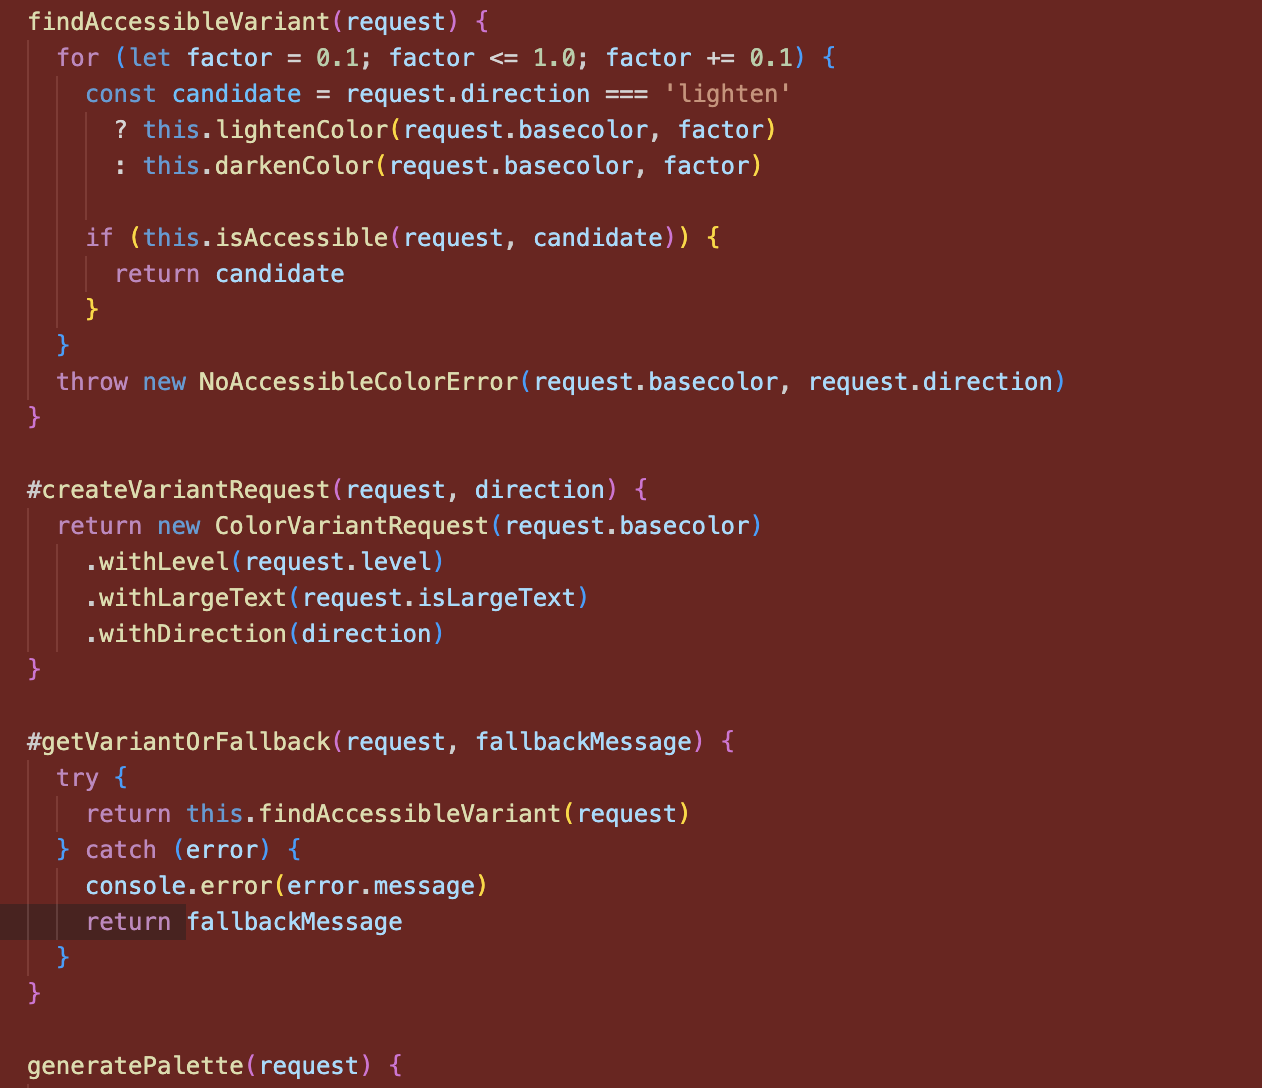 findAccessibleVariant(request) {
for (let factor = 0.1; factor <= 1.0; factor += 0.1) {
const candidate = request.direction === 'lighten'
? this.lightenColor(request.basecolor, factor)
: this.darkenColor(request.basecolor, factor)
if (this.isAccessible(request, candidate)) {
return candidate
}
}
throw new NoAccessibleColorError(request.basecolor, request.direction)
}
#createVariantRequest(request, direction) {
return new ColorVariantRequest(request.basecolor)
.withLevel(request.level)
.withLargeText(request.isLargeText)
.withDirection(direction)
}
#getVariantOrFallback(request, fallbackMessage) {
try {
return this.findAccessibleVariant(request)
} catch (error) {
console.error(error.message)
return fallbackMessage
}
}
generatePalette(request) {